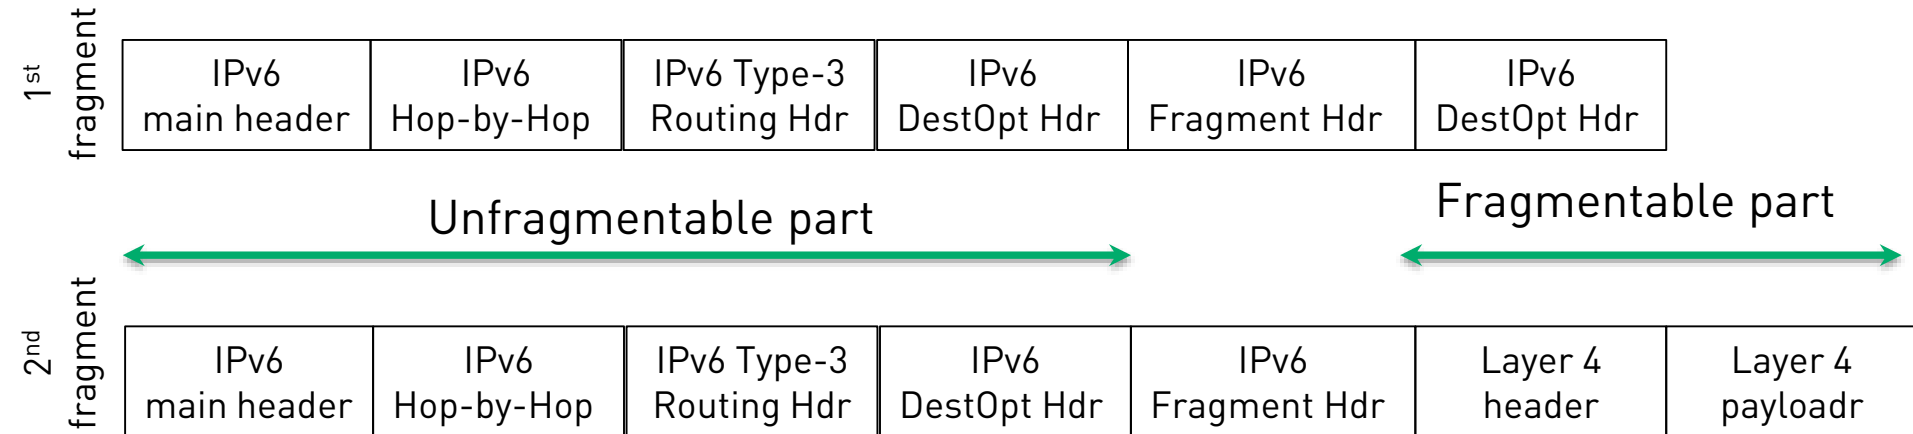 1st
fragment
IPv6
main header
IPv6
Hop-by-Hop
IPv6 Type-3
Routing Hdr
IPv6
DestOpt Hdr
IPv6
Fragment Hdr
IPv6
DestOpt Hdr
Unfragmentable part
Fragmentable part
2nd
fragment
IPv6
main header
IPv6
Hop-by-Hop
IPv6 Type-3
Routing Hdr
IPv6
DestOpt Hdr
IPv6
Fragment Hdr
Layer 4
header
Layer 4
payloadr